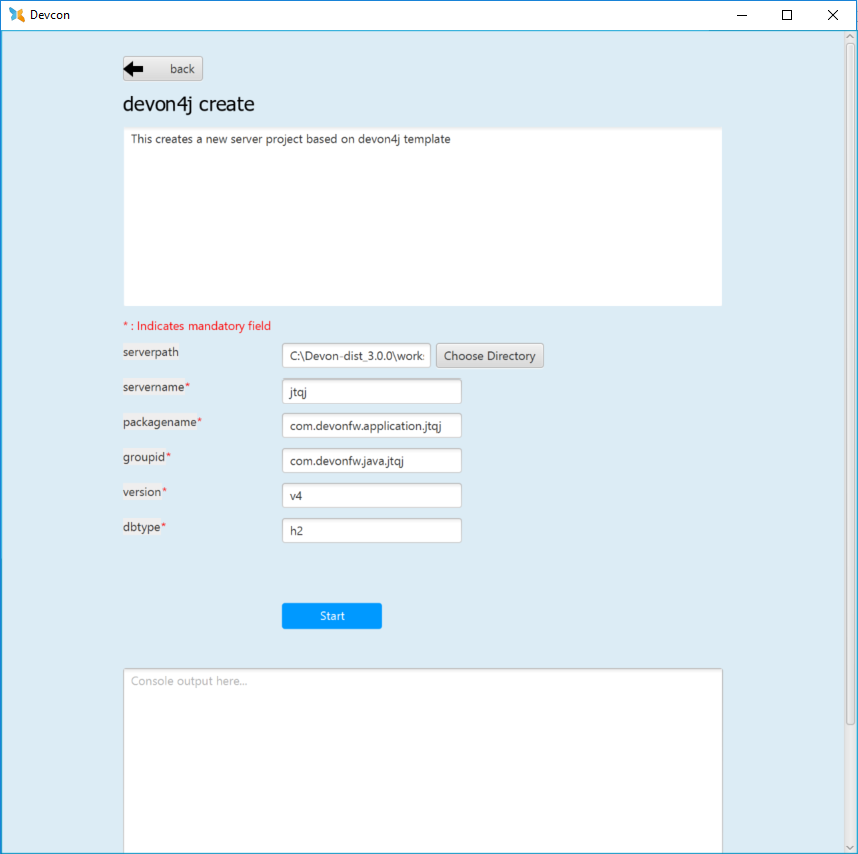 Devcon
back
devon4j create
This creates a new server project based on devon4j template
* : Indicates mandatory field
serverpath C:\Devon-dist_3.0.0\work: Choose Directory
servername* jtqj
packagename* com.devonfw.application.jtqj
groupid* com.devonfw.java.jtqj
version* v4
dbtype* h2
Start
Console output here...